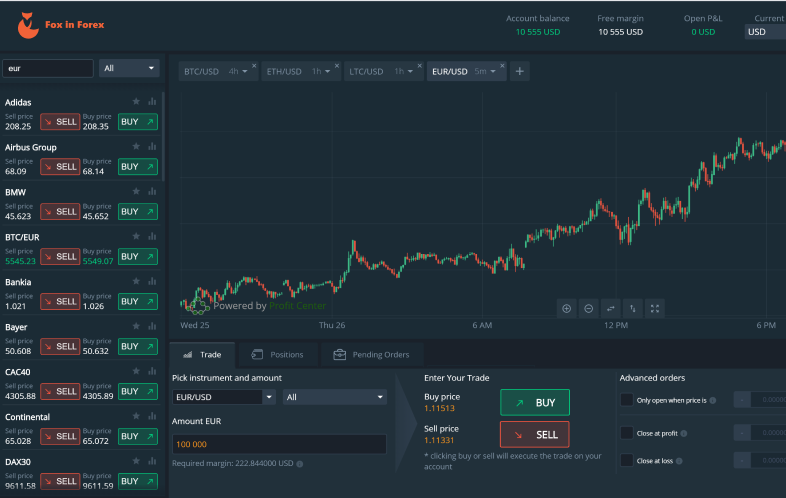 Fox in Forex
Account balance Free margin Open P&L Current
10 555 USD 10 555 USD 0 USD USD
eur All
BTC/USD 4h ETH/USD 1h LTC/USD 1h EUR/USD 5m +
Adidas
Sell price Buy price
208.25 SELL 208.35 BUY
Airbus Group
Sell price Buy price
68.09 SELL 68.14 BUY
BMW
Sell price Buy price
45.623 SELL 45.652 BUY
BTC/EUR
Sell price Buy price
5545.23 SELL 5549.07 BUY
Bankia
Sell price Buy price
1.021 SELL 1.026 BUY
Bayer
Sell price Buy price
50.608 SELL 50.632 BUY
CAC40
Sell price Buy price
4305.88 SELL 4305.89 BUY
Continental
Sell price Buy price
65.028 SELL 65.072 BUY
DAX30
Sell price Buy price
9611.58 SELL 9611.59 BUY
Powered by Profit Center
Wed 25 Thu 26 6 AM 12 PM 6 PM
Trade Positions Pending Orders
Pick instrument and amount
EUR/USD All
Amount EUR
100 000
Required margin: 222.844000 USD
Enter Your Trade
Buy price
1.11513 BUY
Sell price
1.11331 SELL
* clicking buy or sell will execute the trade on your
account
Advanced orders
Only open when price is - 0.0000
Close at profit - 0.0000
Close at loss - 0.0000